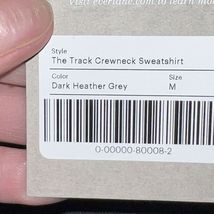 Visit everlane.com to learn mo
Style
The Track Crewneck Sweatshirt
Color Size
Dark Heather Grey M
0-00000-80008-2